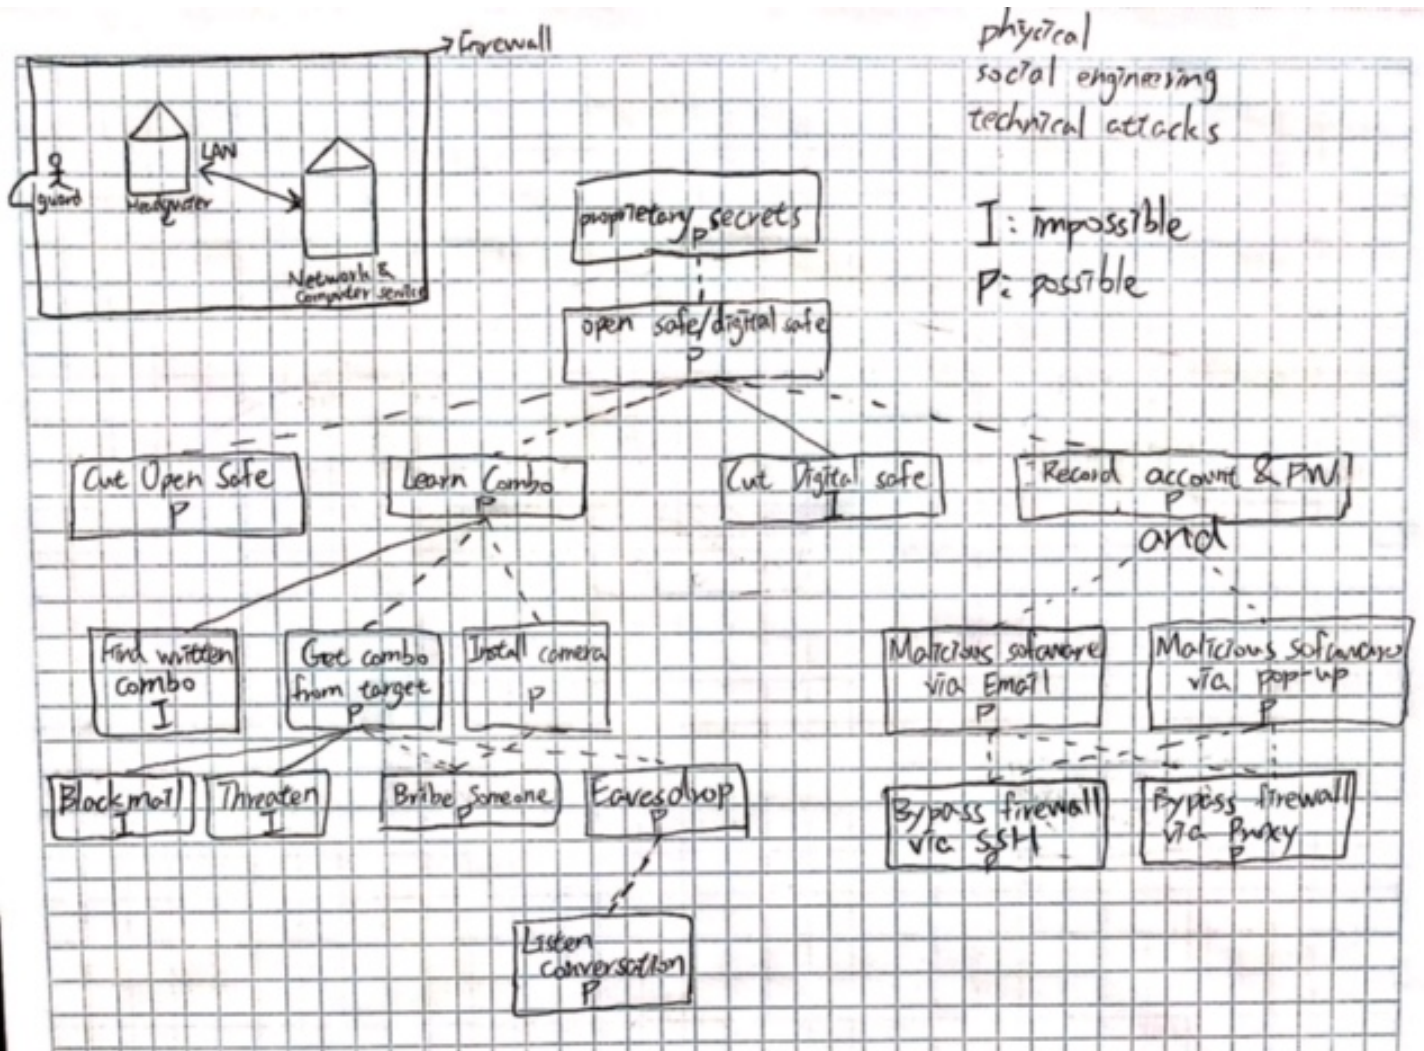 Firewall
LAN
guard
Headquter
Network &
Computer service
physical
social engineering
technical attacks
I: impossible
P: possible
proprietary secrets
P
open safe/digital safe
P
Cut Open Safe
P
Learn Combo
P
Cut Digital safe
I
Record account & PW
P
and
Find written
combo
I
Get combo
from target
P
Install camera
P
Malicious sofware
via Email
P
Malicious sofware
via pop-up
P
Blackmail
I
Threaten
I
Bribe Someone
P
Eavesdrop
P
Bypass firewall
via SSH
P
Bypass firewall
via Proxy
P
Listen
conversation
P